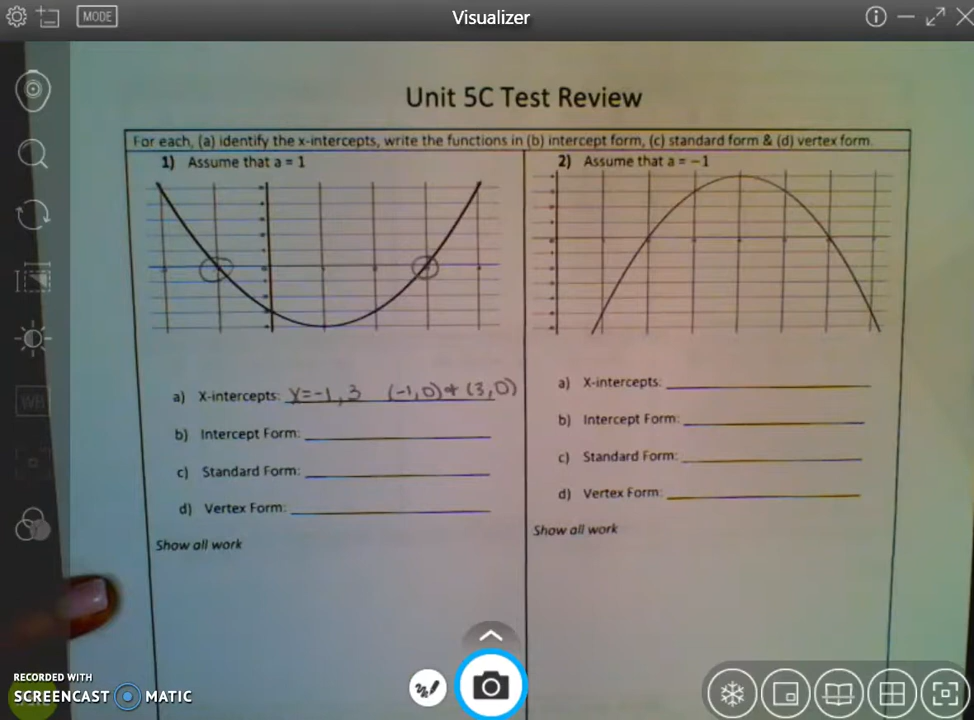 MODE
Visualizer
Unit 5C Test Review
For each, (a) identify the x-intercepts, write the functions in (b) intercept form, (c) standard form & (d) vertex form.
1) Assume that a = 1
a) X-intercepts: x=-1, 3 (-1,0) & (3,0)
b) Intercept Form:
c) Standard Form:
d) Vertex Form:
Show all work
2) Assume that a = −1
a) X-intercepts:
b) Intercept Form:
c) Standard Form:
d) Vertex Form:
Show all work
WB
RECORDED WITH
SCREENCAST MATIC